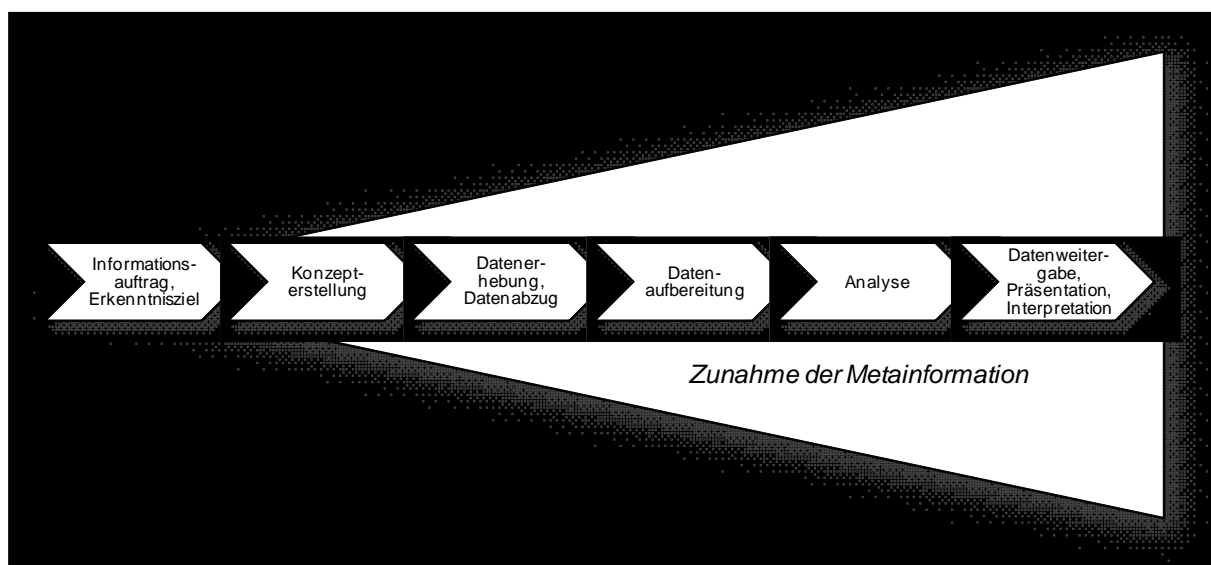 Informations-
auftrag,
Erkenntnisziel
Konzept-
erstellung
Datener-
hebung,
Datenabzug
Daten-
aufbereitung
Analyse
Datenweiter-
gabe,
Präsentation,
Interpretation
Zunahme der Metainformation